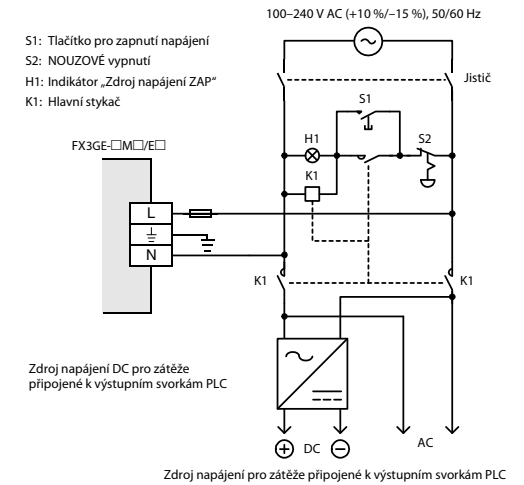 100–240 V AC (+10 %/–15 %), 50/60 Hz
S1: Tlačítko pro zapnutí napájení
S2: NOUZOVÉ vypnutí
H1: Indikátor „Zdroj napájení ZAP“
K1: Hlavní stykač
Jistič
S1
H1
S2
K1
FX3GE-□M□/E□
L
N
K1
K1
Zdroj napájení DC pro zátěže
připojené k výstupním svorkám PLC
DC
AC
Zdroj napájení pro zátěže připojené k výstupním svorkám PLC